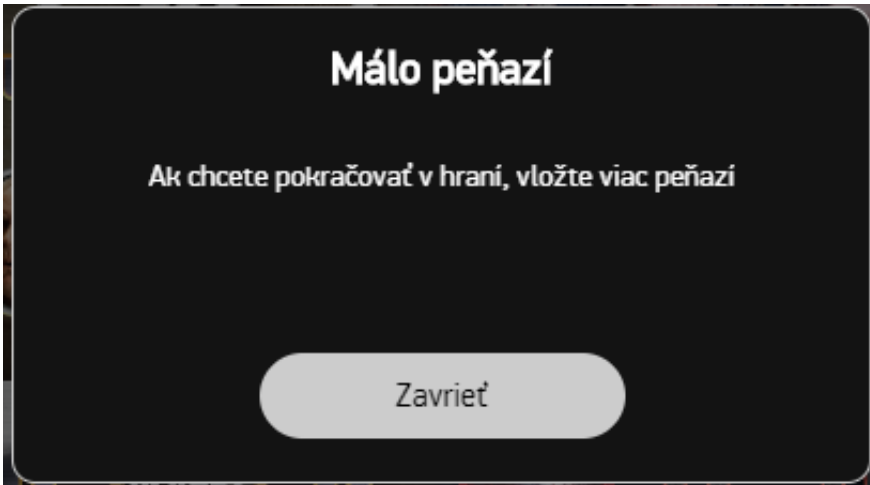 Málo peňazí
Ak chcete pokračovať v hraní, vložte viac peňazí
Zavrieť